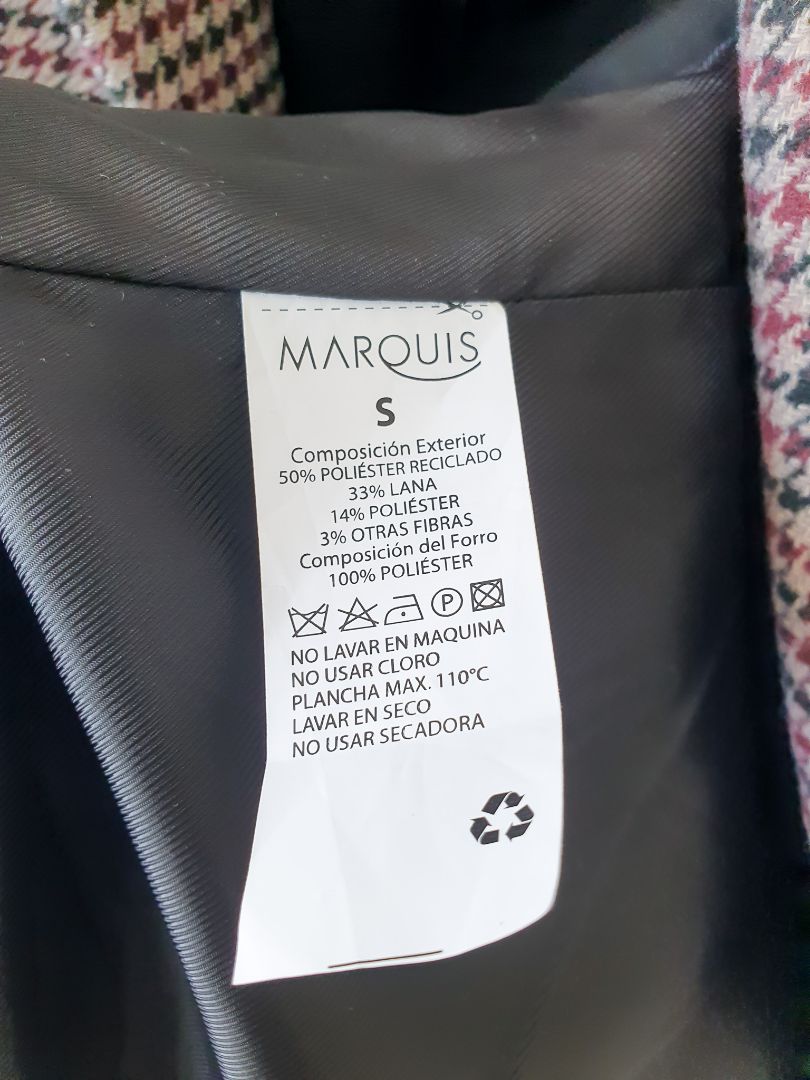 MARQUIS
S
Composición Exterior
50% POLIÉSTER RECICLADO
33% LANA
14% POLIÉSTER
3% OTRAS FIBRAS
Composición del Forro
100% POLIÉSTER
P
NO LAVAR EN MAQUINA
NO USAR CLORO
PLANCHA MAX. 110°C
LAVAR EN SECO
NO USAR SECADORA